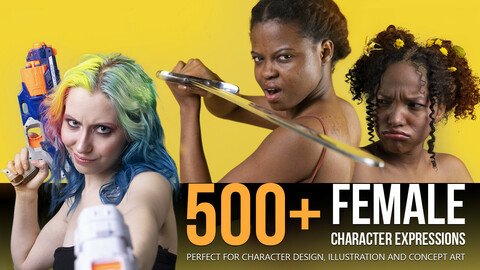 500+ FEMALE
CHARACTER EXPRESSIONS
PERFECT FOR CHARACTER DESIGN, ILLUSTRATION AND CONCEPT ART